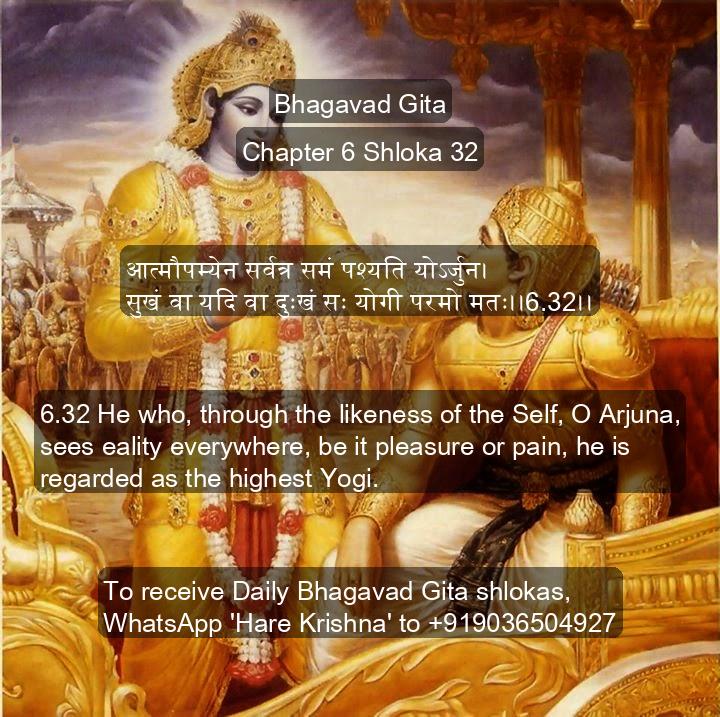 Bhagavad Gita
Chapter 6 Shloka 32
आत्मौपम्येन सर्वत्र समं पश्यति योऽर्जुन।
सुखं वा यदि वा दुःखं सः योगी परमो मतः।।6.32।।
6.32 He who, through the likeness of the Self, O Arjuna,
sees eality everywhere, be it pleasure or pain, he is
regarded as the highest Yogi.
To receive Daily Bhagavad Gita shlokas,
WhatsApp 'Hare Krishna' to +919036504927